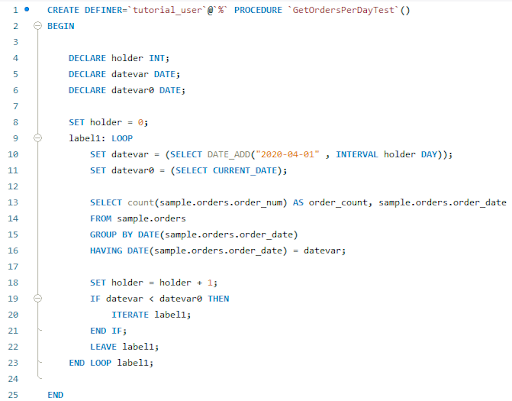 1 CREATE DEFINER=`tutorial_user`@`%` PROCEDURE `GetOrdersPerDayTest`()
2 BEGIN
3
4 DECLARE holder INT;
5 DECLARE datevar DATE;
6 DECLARE datevar0 DATE;
7
8 SET holder = 0;
9 label1: LOOP
10 SET datevar = (SELECT DATE_ADD("2020-04-01" , INTERVAL holder DAY));
11 SET datevar0 = (SELECT CURRENT_DATE);
12
13 SELECT count(sample.orders.order_num) AS order_count, sample.orders.order_date
14 FROM sample.orders
15 GROUP BY DATE(sample.orders.order_date)
16 HAVING DATE(sample.orders.order_date) = datevar;
17
18 SET holder = holder + 1;
19 IF datevar < datevar0 THEN
20 ITERATE label1;
21 END IF;
22 LEAVE label1;
23 END LOOP label1;
24
25 END